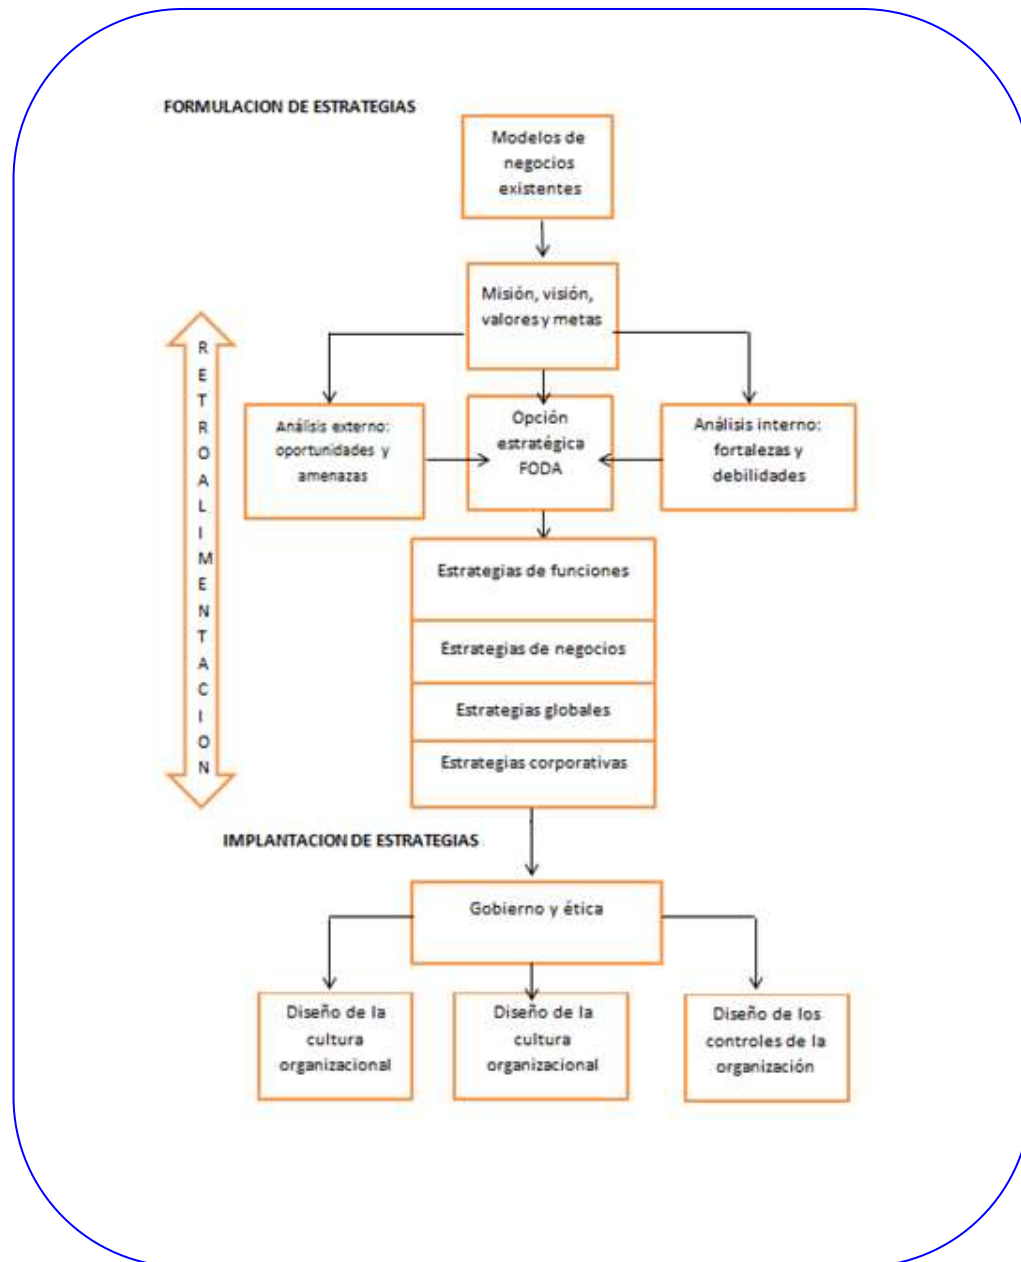 FORMULACION DE ESTRATEGIAS
Modelos de
negocios
existentes
Misión, visión,
valores y metas
RETROALIMENTACION
Análisis externo:
oportunidades y
amenazas
Opción
estratégica
FODA
Análisis interno:
fortalezas y
debilidades
Estrategias de funciones
Estrategias de negocios
Estrategias globales
Estrategias corporativas
IMPLANTACION DE ESTRATEGIAS
Gobierno y ética
Diseño de la
cultura
organizacional
Diseño de la
cultura
organizacional
Diseño de los
controles de la
organización